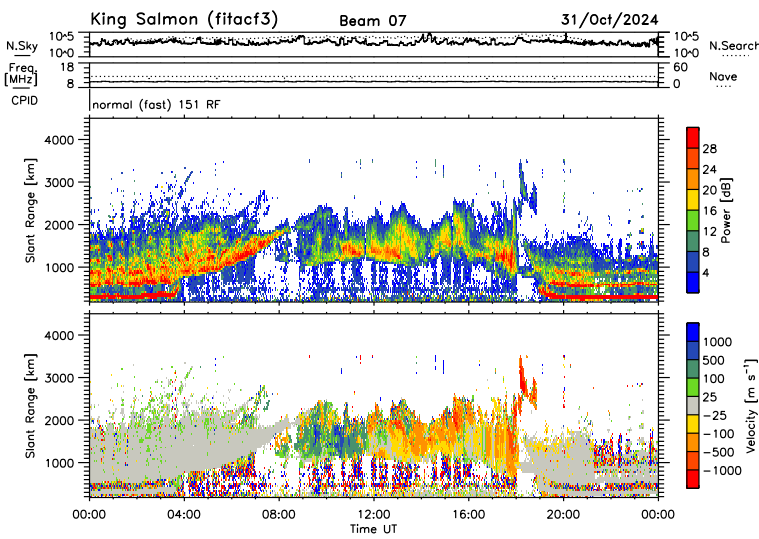 King Salmon (fitacf3) Beam 07 31/Oct/2024
N.Sky 10^5 10^0 10^5 10^0 N.Search
Freq. [MHz] 18 8 60 0 Nave
CPID normal (fast) 151 RF
Slant Range [km] 4000 3000 2000 1000
28 24 20 16 12 8 4 Power [dB]
Slant Range [km] 4000 3000 2000 1000
1000 500 100 25 −25 −100 −500 −1000 Velocity [m s⁻¹]
00:00 04:00 08:00 12:00 16:00 20:00 00:00
Time UT